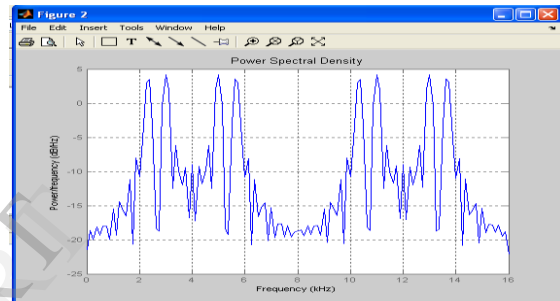 Figure 2
File Edit Insert Tools Window Help
T
Power Spectral Density
Power/frequency (dB/Hz)
5
0
-5
-10
-15
-20
-25
0 2 4 6 8 10 12 14 16
Frequency (kHz)